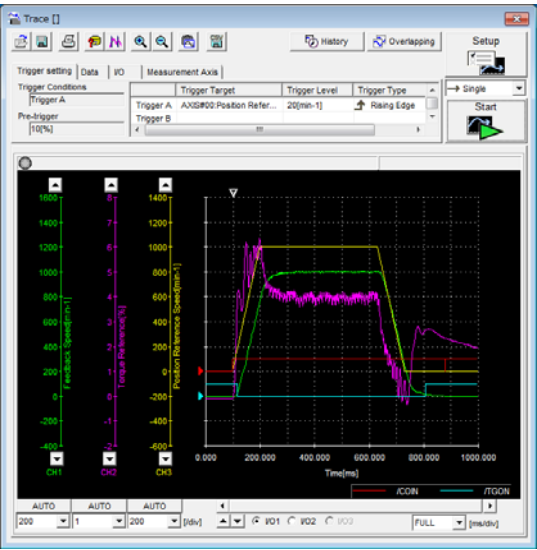 Trace []
History
Overlapping
Setup
Trigger setting
Data
I/O
Measurement Axis
Single
Trigger Conditions
Trigger A
Pre-trigger
10[%]
Trigger Target
Trigger Level
Trigger Type
Trigger A
AXIS#00:Position Refer...
20[min-1]
Rising Edge
Trigger B
Start
1600
8
1400
1400
7
1200
1200
6
1000
1000
5
800
800
4
600
600
3
400
400
2
200
200
1
0
0
0
-200
-200
-1
-400
-400
-2
-600
Feedback Speed[min-1]
Torque Reference[%]
Position Reference Speed[min-1]
CH1
CH2
CH3
0.000
200.000
400.000
600.000
800.000
1000.000
Time[ms]
/COIN
/TGON
AUTO
AUTO
AUTO
200
1
200
[/div]
I/O1
I/O2
I/O3
FULL
[ms/div]